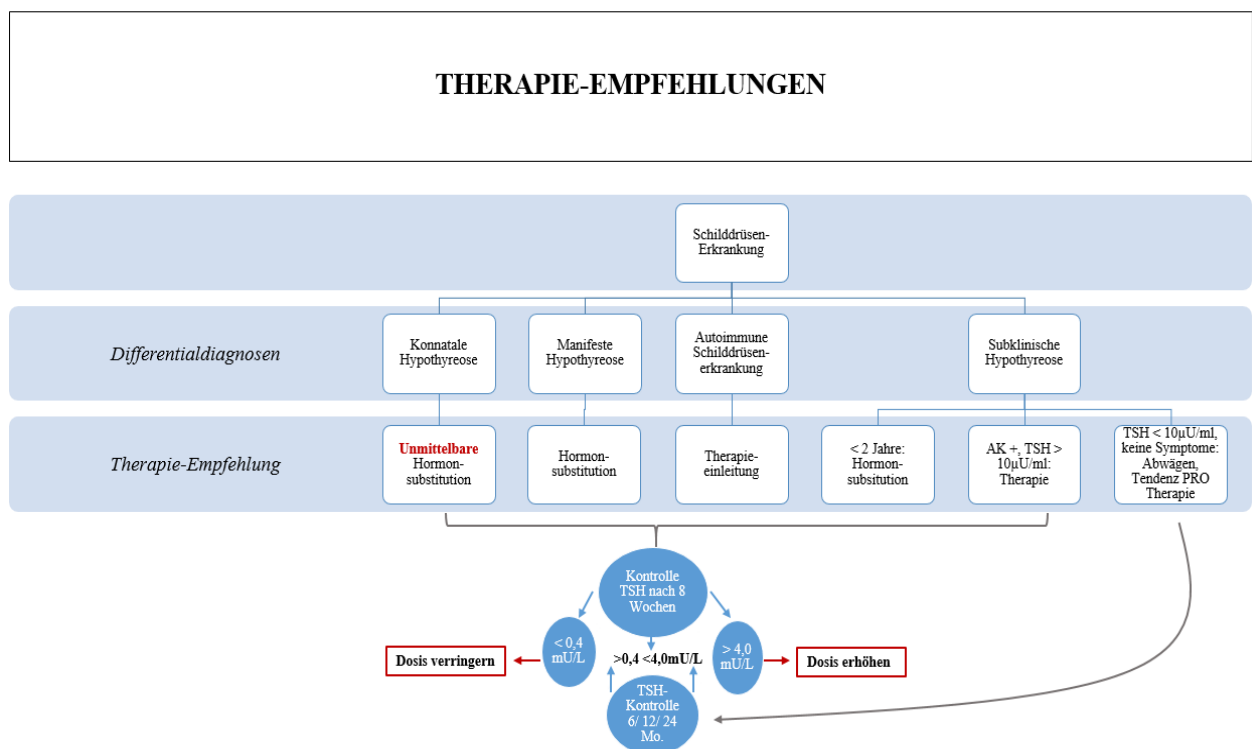 THERAPIE-EMPFEHLUNGEN
Schilddrüsen-
Erkrankung
Differentialdiagnosen
Konnatale
Hypothyreose
Manifeste
Hypothyreose
Autoimmune
Schilddrüsen-
erkrankung
Subklinische
Hypothyreose
Therapie-Empfehlung
Unmittelbare
Hormon-
substitution
Hormon-
substitution
Therapie-
einleitung
< 2 Jahre:
Hormon-
subsitution
AK +, TSH >
10µU/ml:
Therapie
TSH < 10µU/ml,
keine Symptome:
Abwägen,
Tendenz PRO
Therapie
Kontrolle
TSH nach 8
Wochen
< 0,4
mU/L
>0,4 <4,0mU/L
> 4,0
mU/L
Dosis verringern
Dosis erhöhen
TSH-
Kontrolle
6/ 12/ 24
Mo.